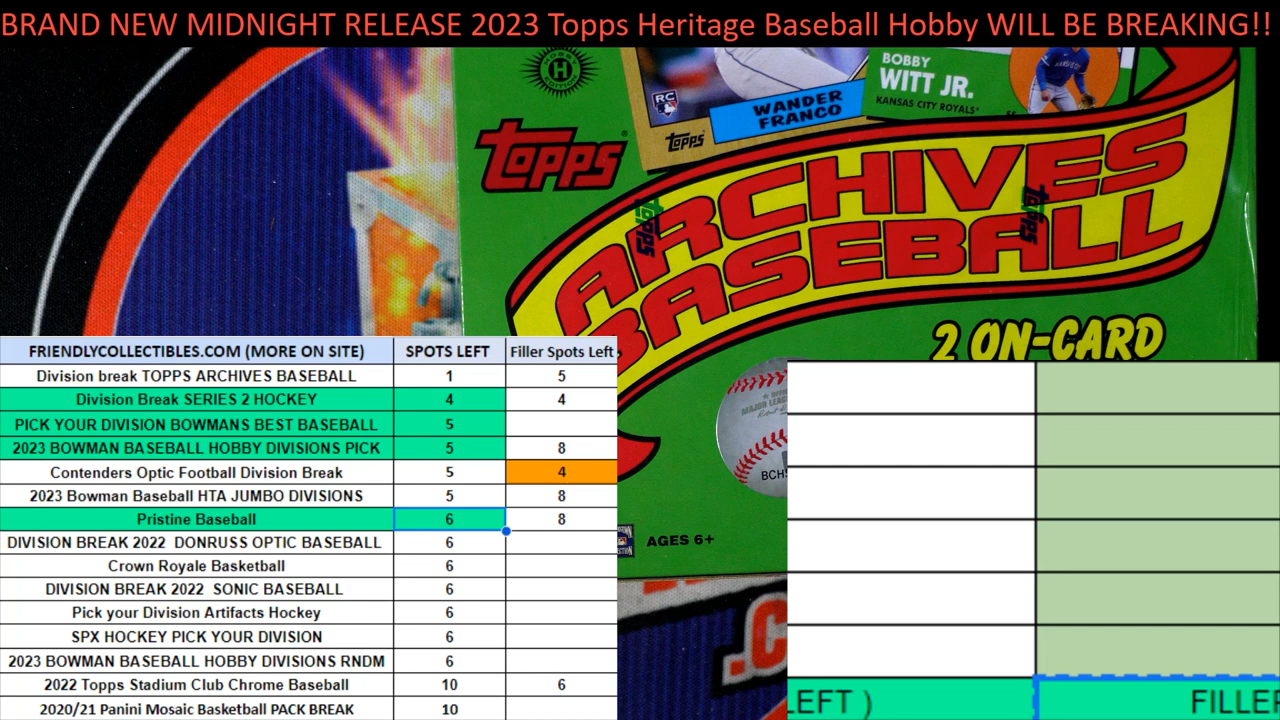 BRAND NEW MIDNIGHT RELEASE 2023 Topps Heritage Baseball Hobby WILL BE BREAKING!!
HOBBY
H
EDITION
RC
WANDER
FRANCO
topps
BOBBY
WITT JR.
KANSAS CITY ROYALS
topps
ARCHIVES
BASEBALL
topps
topps
2 ON-CARD
AGES 6+
FRIENDLYCOLLECTIBLES.COM (MORE ON SITE) SPOTS LEFT Filler Spots Left
Division break TOPPS ARCHIVES BASEBALL 1 5
Division Break SERIES 2 HOCKEY 4 4
PICK YOUR DIVISION BOWMANS BEST BASEBALL 5
2023 BOWMAN BASEBALL HOBBY DIVISIONS PICK 5 8
Contenders Optic Football Division Break 5 4
2023 Bowman Baseball HTA JUMBO DIVISIONS 5 8
Pristine Baseball 6 8
DIVISION BREAK 2022 DONRUSS OPTIC BASEBALL 6
Crown Royale Basketball 6
DIVISION BREAK 2022 SONIC BASEBALL 6
Pick your Division Artifacts Hockey 6
SPX HOCKEY PICK YOUR DIVISION 6
2023 BOWMAN BASEBALL HOBBY DIVISIONS RNDM 6
2022 Topps Stadium Club Chrome Baseball 10 6
2020/21 Panini Mosaic Basketball PACK BREAK 10
.C
LEFT ) FILLER